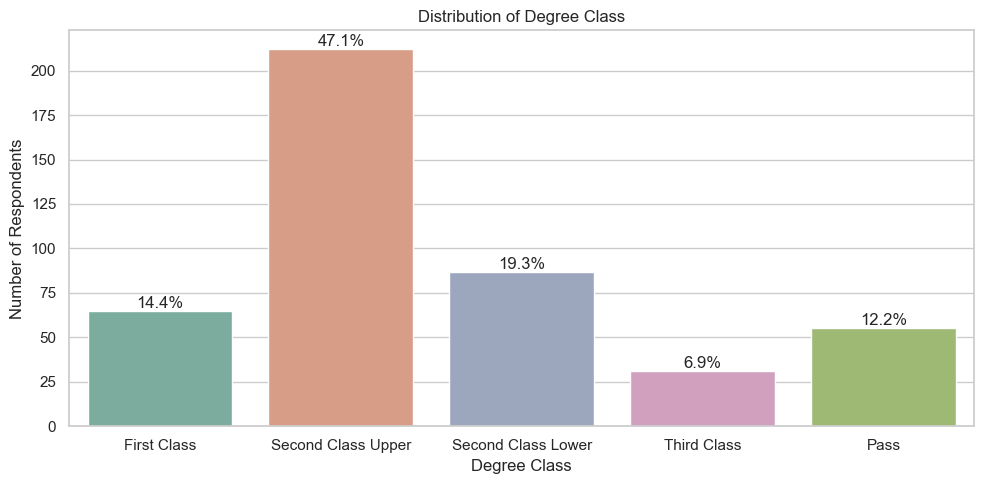 Distribution of Degree Class
Number of Respondents
200
175
150
125
100
75
50
25
0
14.4%
47.1%
19.3%
6.9%
12.2%
First Class
Second Class Upper
Second Class Lower
Third Class
Pass
Degree Class